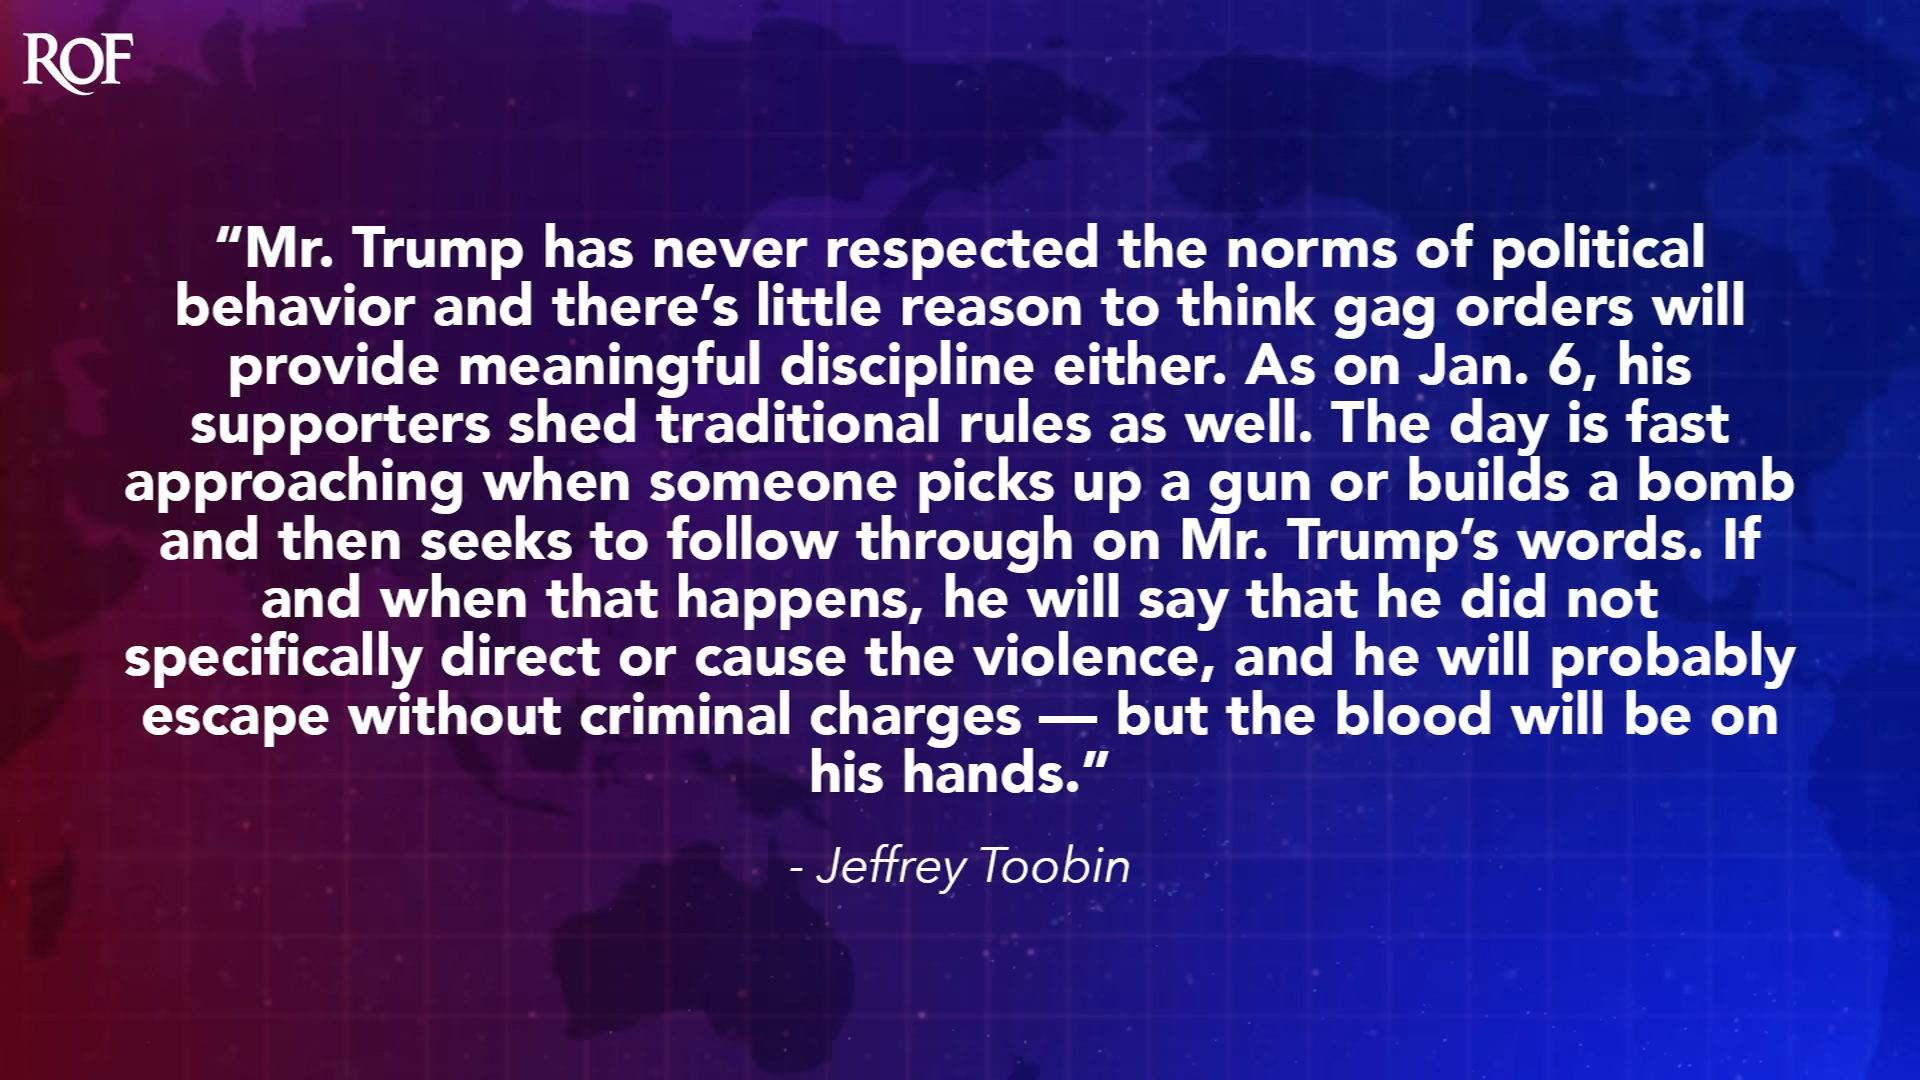 ROF
“Mr. Trump has never respected the norms of political
behavior and there’s little reason to think gag orders will
provide meaningful discipline either. As on Jan. 6, his
supporters shed traditional rules as well. The day is fast
approaching when someone picks up a gun or builds a bomb
and then seeks to follow through on Mr. Trump’s words. If
and when that happens, he will say that he did not
specifically direct or cause the violence, and he will probably
escape without criminal charges — but the blood will be on
his hands.”
- Jeffrey Toobin